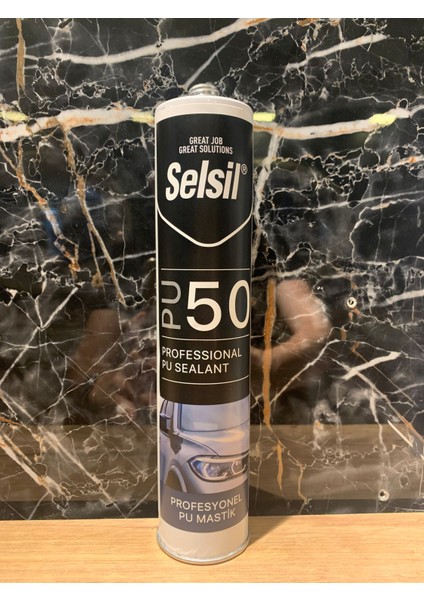 GREAT JOB
GREAT SOLUTIONS
Selsil®
PU 50
PROFESSIONAL
PU SEALANT
PROFESYONEL
PU MASTİK